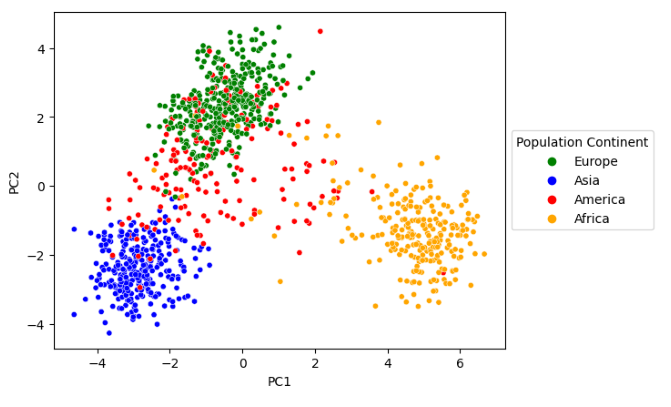 4
2
0
−2
−4
PC2
−4
−2
0
2
4
6
PC1
Population Continent
Europe
Asia
America
Africa